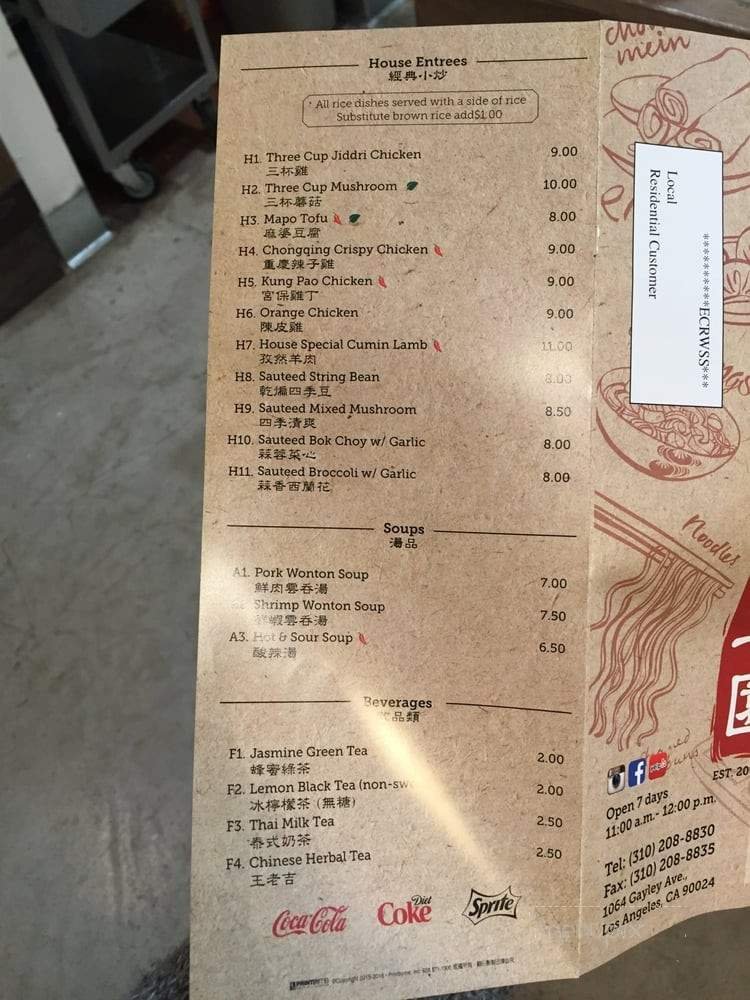 House Entrees
經典小炒
All rice dishes served with a side of rice
Substitute brown rice add$1.00
H1. Three Cup Jiddri Chicken 9.00
三杯雞
H2. Three Cup Mushroom 10.00
三杯蘑菇
H3. Mapo Tofu 8.00
麻婆豆腐
H4. Chongqing Crispy Chicken 9.00
重慶辣子雞
H5. Kung Pao Chicken 9.00
宮保雞丁
H6. Orange Chicken 9.00
陳皮雞
H7. House Special Cumin Lamb 11.00
孜然羊肉
H8. Sauteed String Bean 8.00
乾煸四季豆
H9. Sauteed Mixed Mushroom 8.50
四季清爽
H10. Sauteed Bok Choy w/ Garlic 8.00
蒜蓉菜心
H11. Sauteed Broccoli w/ Garlic 8.00
蒜香西蘭花
Soups
湯品
A1. Pork Wonton Soup 7.00
鮮肉雲吞湯
Shrimp Wonton Soup 7.50
鮮蝦雲吞湯
A3. Hot & Sour Soup 6.50
酸辣湯
Beverages
品類
F1. Jasmine Green Tea 2.00
蜂蜜綠茶
F2. Lemon Black Tea (non-sw 2.00
冰檸檬茶 (無糖)
F3. Thai Milk Tea 2.50
泰式奶茶
F4. Chinese Herbal Tea 2.50
王老吉
Coca-Cola
Diet
Coke
Sprite
chow
mein
Local
Residential Customer
**********ECRWSS***
Noodles
EST. 20
Open 7 days
11:00 a.m.- 12:00 p.m.
Tel: (310) 208-8830
Fax: (310) 208-8835
1064 Gayley Ave.,
Los Angeles, CA 90024